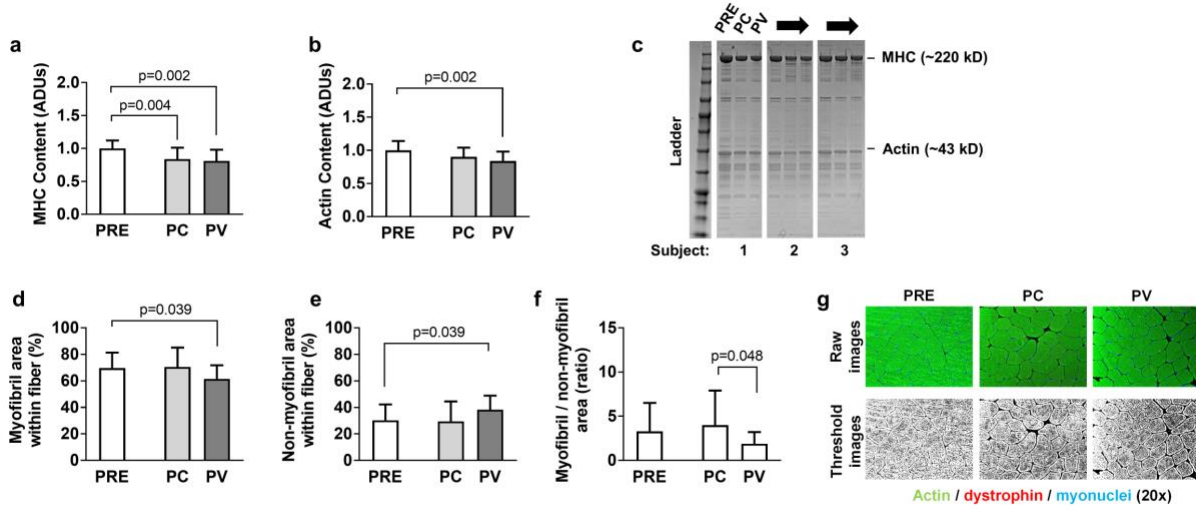 a
MHC Content (ADUs)
2.0
1.5
1.0
0.5
0.0
p=0.002
p=0.004
PRE PC PV
b
Actin Content (ADUs)
2.0
1.5
1.0
0.5
0.0
p=0.002
PRE PC PV
c
PRE PC PV
Ladder
MHC (~220 kD)
Actin (~43 kD)
Subject: 1 2 3
d
Myofibril area
within fiber (%)
100
80
60
40
20
0
p=0.039
PRE PC PV
e
Non-myofibril area
within fiber (%)
100
80
60
40
20
0
p=0.039
PRE PC PV
f
Myofibril / non-myofibril
area (ratio)
15
10
5
0
p=0.048
PRE PC PV
g
PRE PC PV
Raw
images
Threshold
images
Actin / dystrophin / myonuclei (20x)